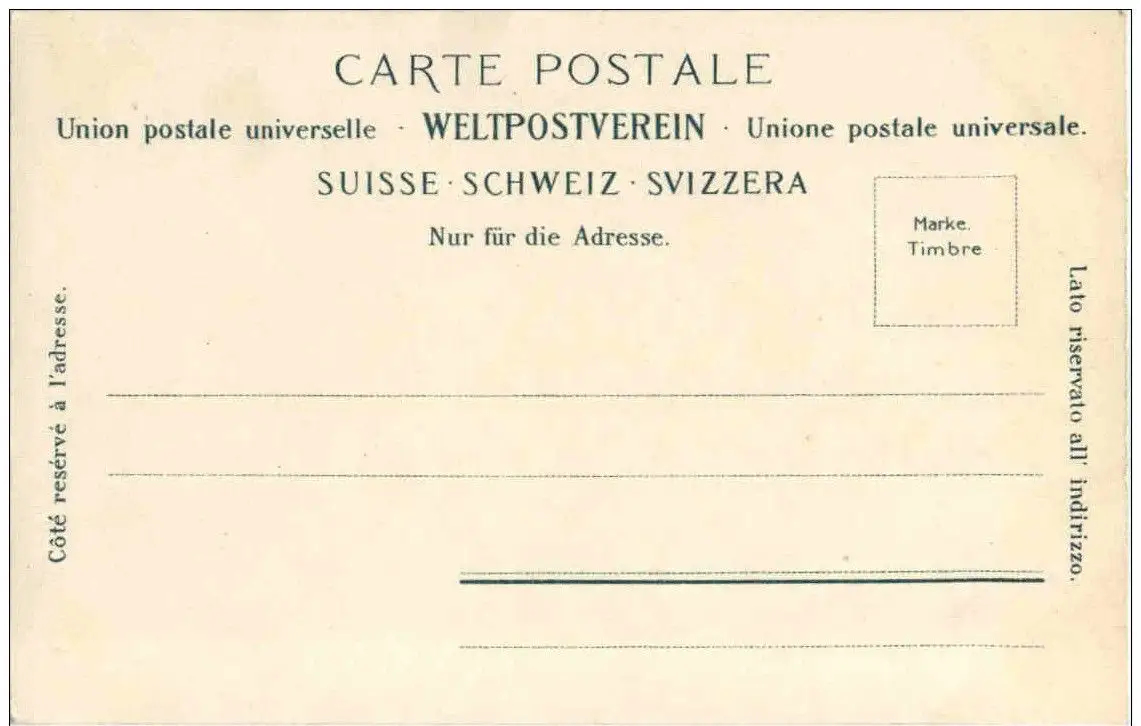 CARTE POSTALE
Union postale universelle · WELTPOSTVEREIN · Unione postale universale.
SUISSE · SCHWEIZ · SVIZZERA
Nur für die Adresse.
Marke.
Timbre
Côté resérvé à l'adresse.
Lato riservato all' indirizzo.